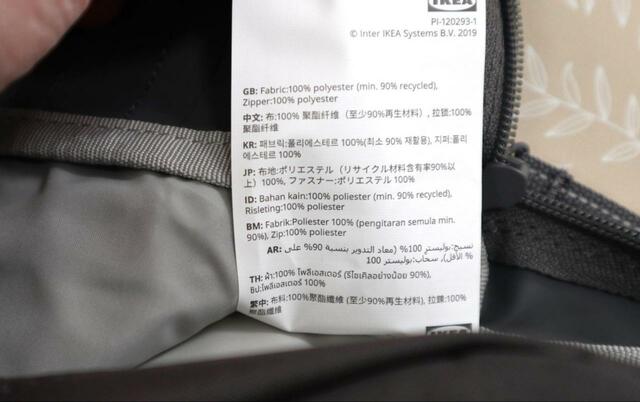 IKEA
PI-120293-1
© Inter IKEA Systems B.V. 2019
GB: Fabric:100% polyester (min. 90% recycled),
Zipper:100% polyester
中文: 布:100% 聚酯纤维（至少90%再生材料）, 拉链:100%
聚酯纤维
KR: 패브릭:폴리에스테르 100%(최소 90% 재활용), 지퍼:폴리
에스테르 100%
JP: 布地:ポリエステル（リサイクル材料含有率90%以
上）100%, ファスナー:ポリエステル 100%
ID: Bahan kain:100% poliester (min. 90% recycled),
Risleting:100% poliester
BM: Fabrik:Poliester 100% (pengitaran semula min.
90%), Zip:100% poliester
AR: نسيج:بوليستر 100% (معاد التدوير بنسبة 90% على
الأقل), سحاب:بوليستر 100 %
TH: ผ้า:100% โพลีเอสเตอร์ (รีไซเคิลอย่างน้อย 90%),
ซิป:โพลีเอสเตอร์ 100%
繁中: 布料:100%聚酯纖維 (至少90%再生材料), 拉鍊:100%
聚酯纖維
IKEA